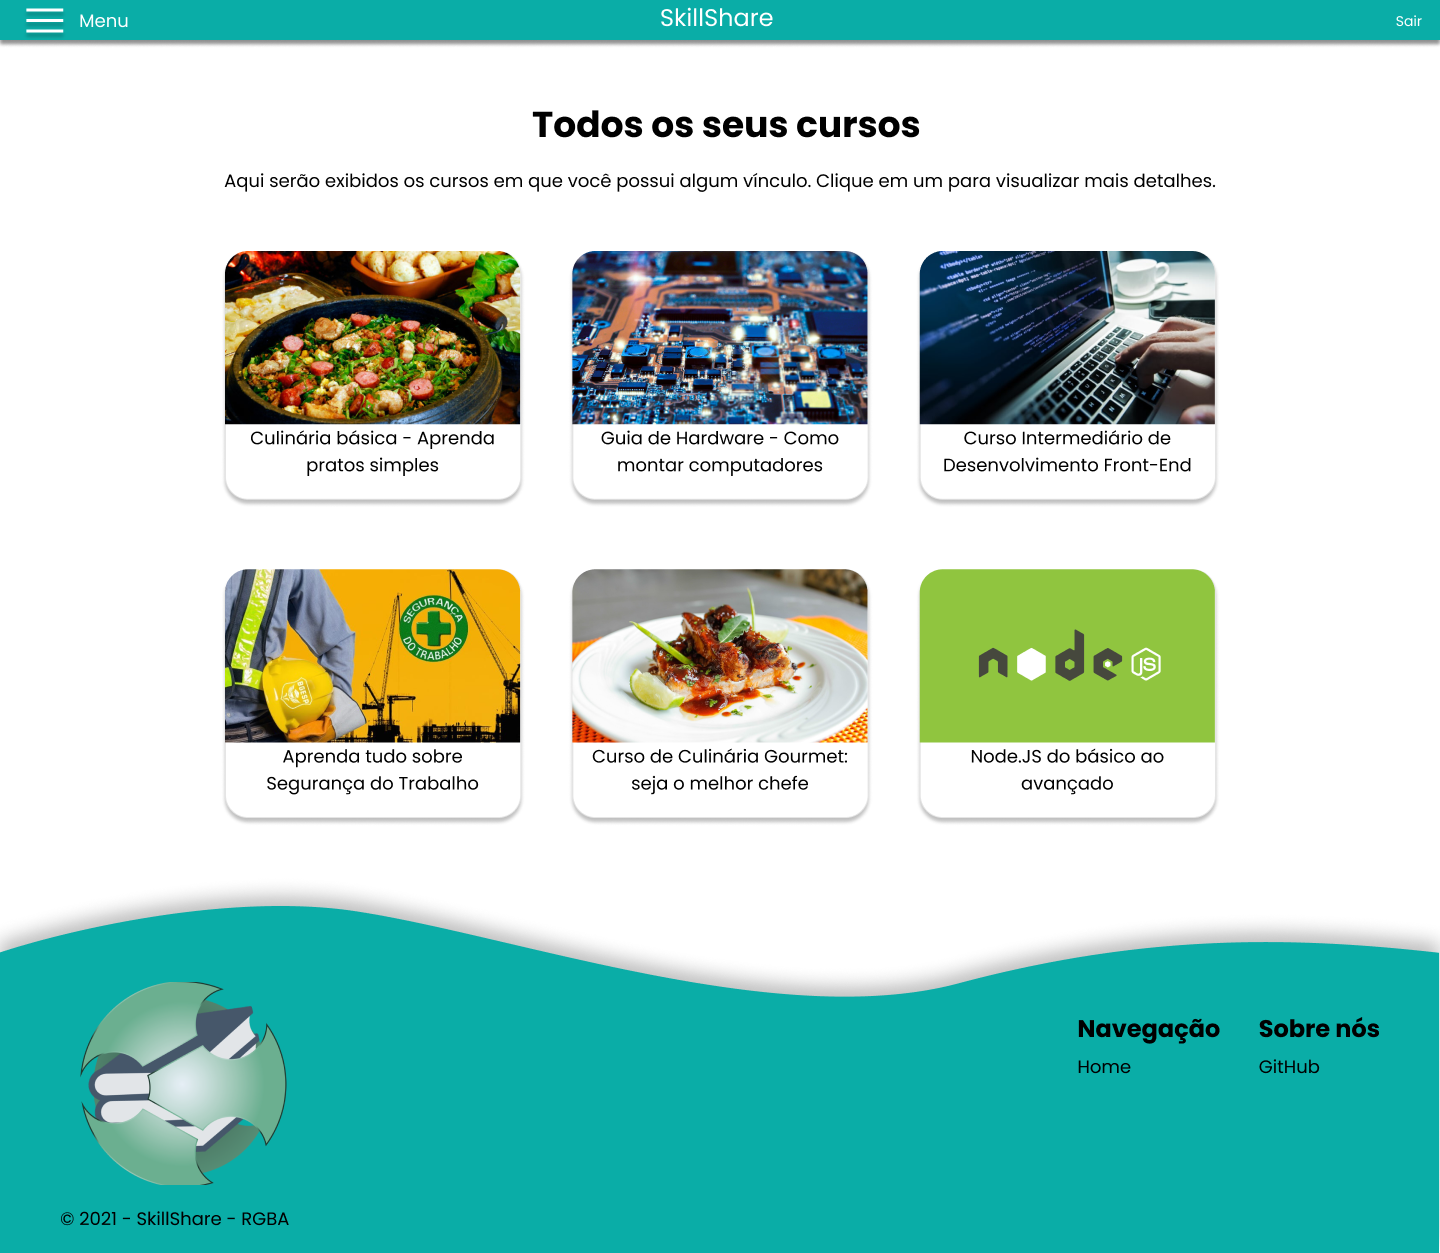 Menu
SkillShare
Sair
Todos os seus cursos
Aqui serão exibidos os cursos em que você possui algum vínculo. Clique em um para visualizar mais detalhes.
Culinária básica - Aprenda
pratos simples
Guia de Hardware - Como
montar computadores
Curso Intermediário de
Desenvolvimento Front-End
SEGURANÇA
DO TRABALHO
node
JS
Aprenda tudo sobre
Segurança do Trabalho
Curso de Culinária Gourmet:
seja o melhor chefe
Node.JS do básico ao
avançado
Navegação
Home
Sobre nós
GitHub
© 2021 - SkillShare - RGBA